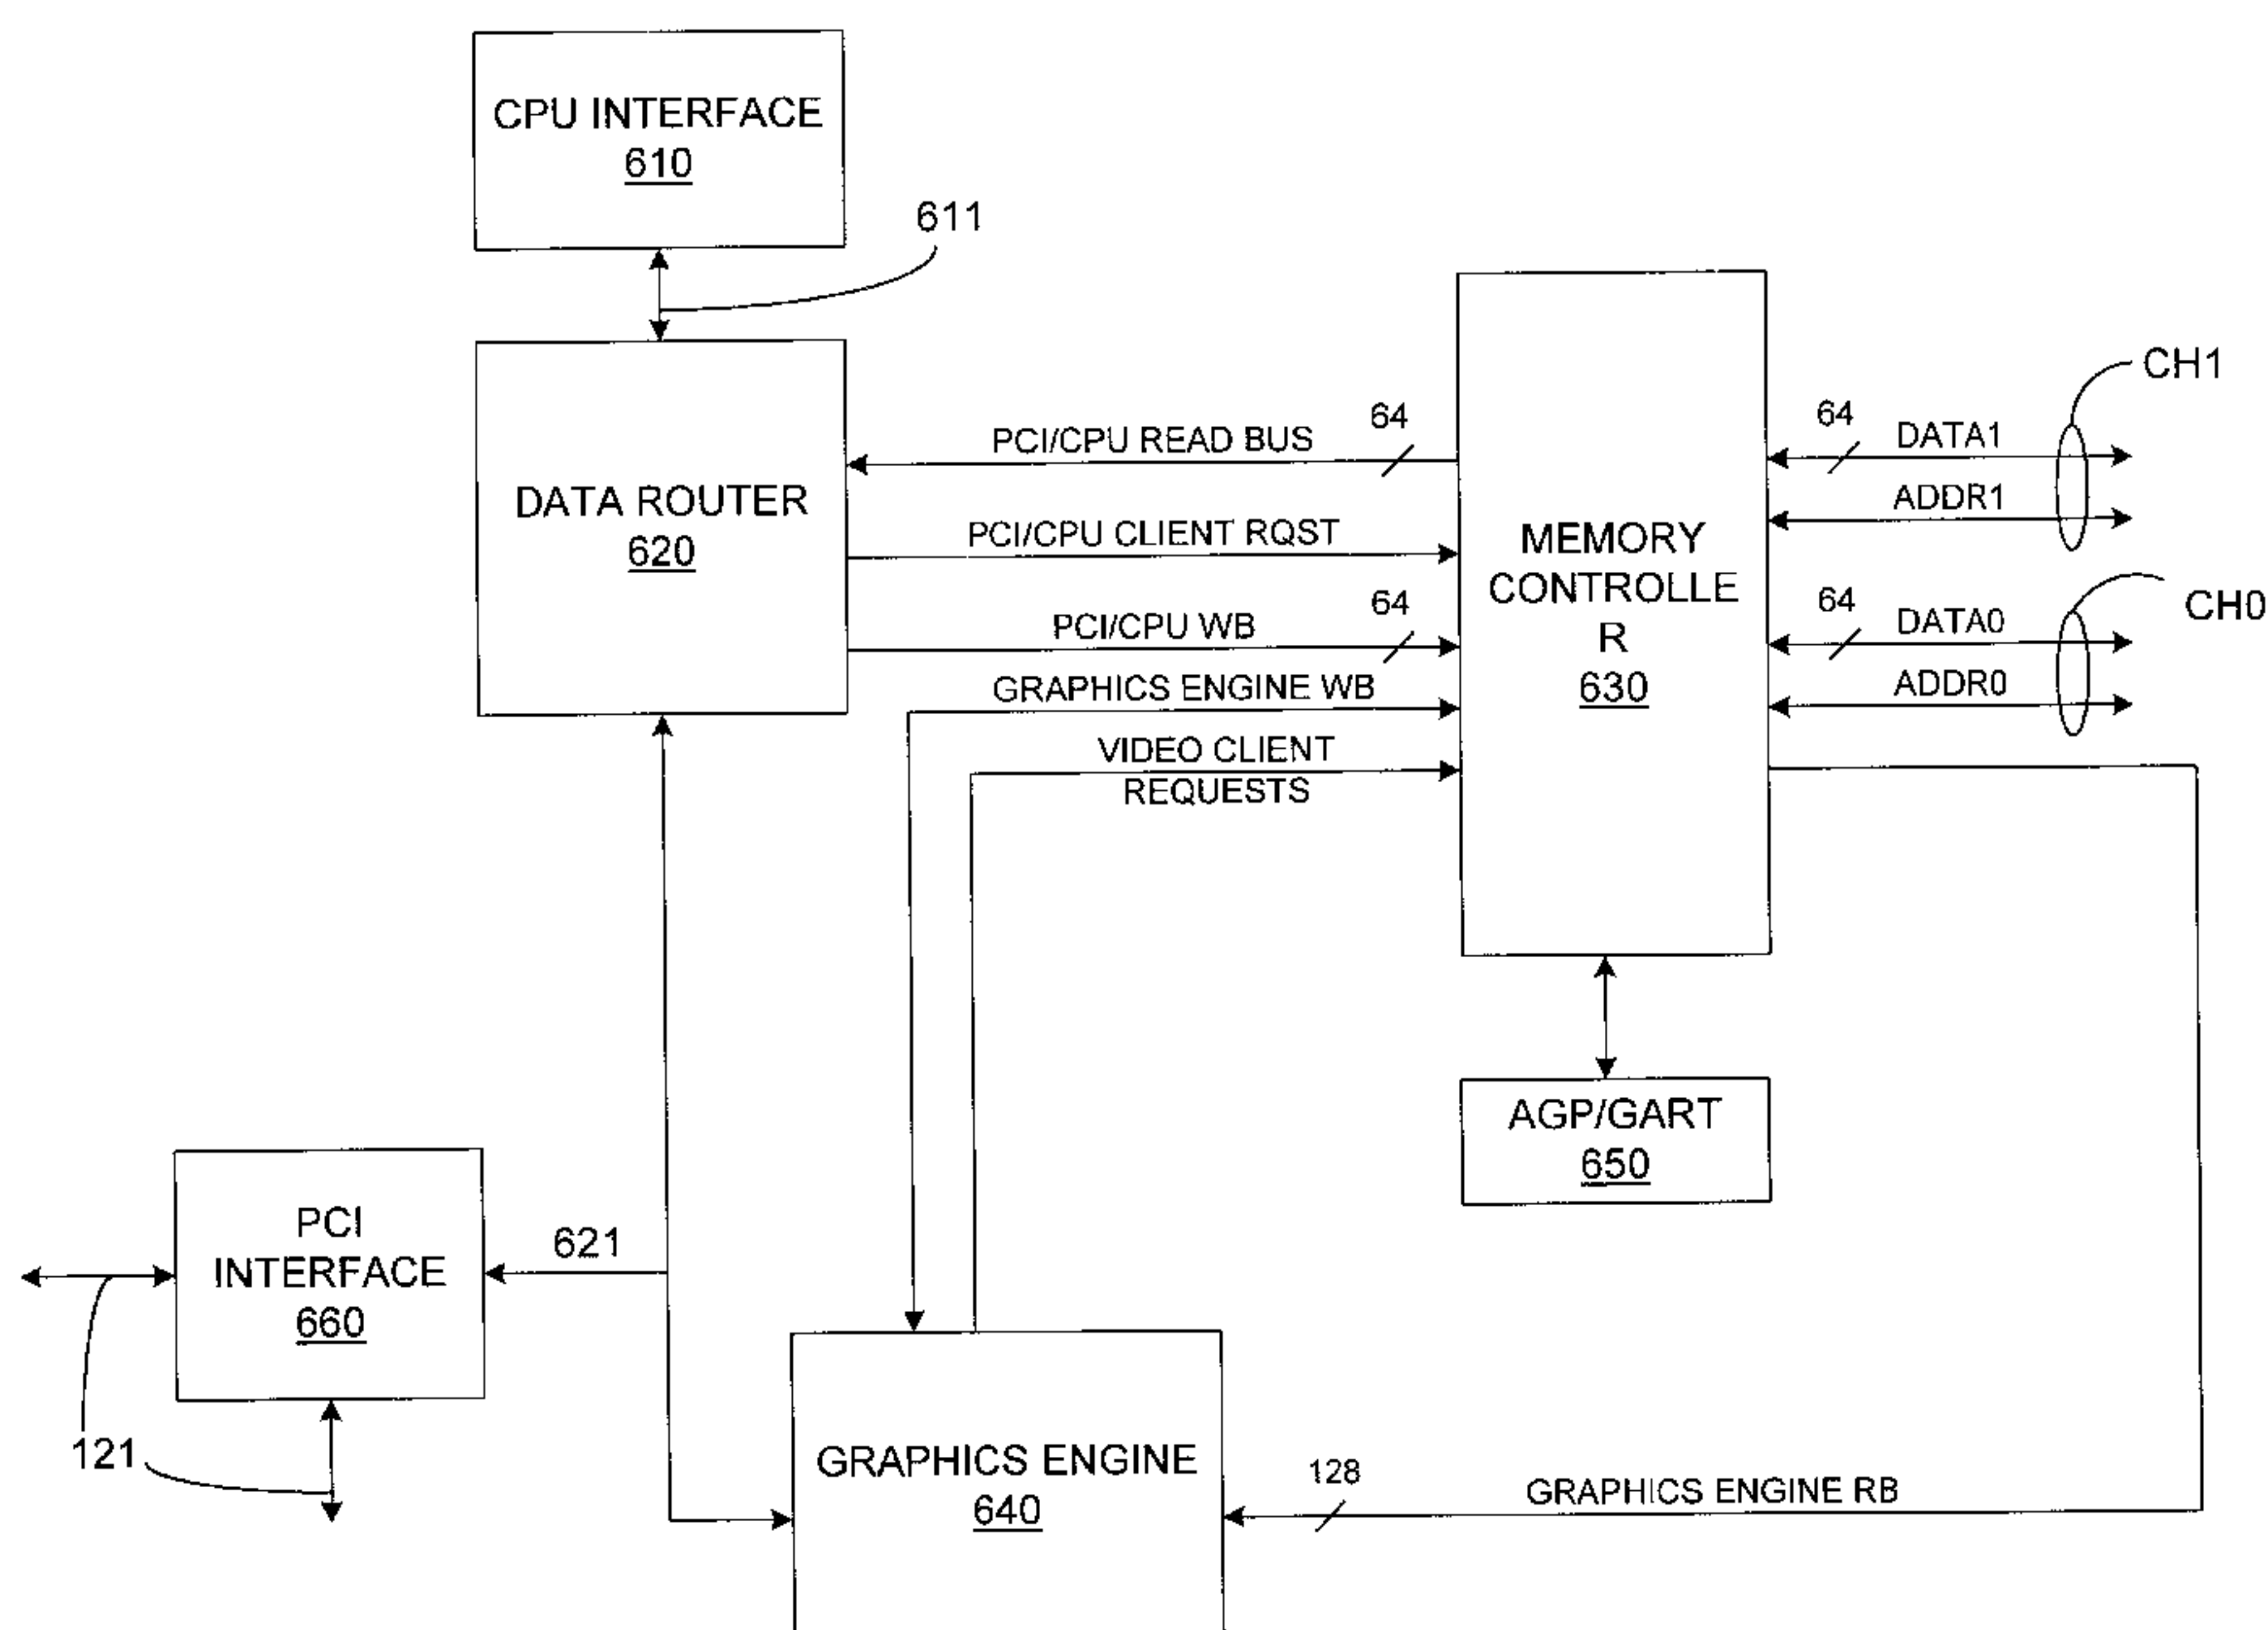 CPU INTERFACE
610
611
DATA ROUTER
620
PCI/CPU READ BUS
64
PCI/CPU CLIENT RQST
PCI/CPU WB
64
GRAPHICS ENGINE WB
VIDEO CLIENT
REQUESTS
MEMORY
CONTROLLE
R
630
CH1
64
DATA1
ADDR1
CH0
64
DATA0
ADDR0
AGP/GART
650
PCI
INTERFACE
660
621
121
GRAPHICS ENGINE
640
128
GRAPHICS ENGINE RB